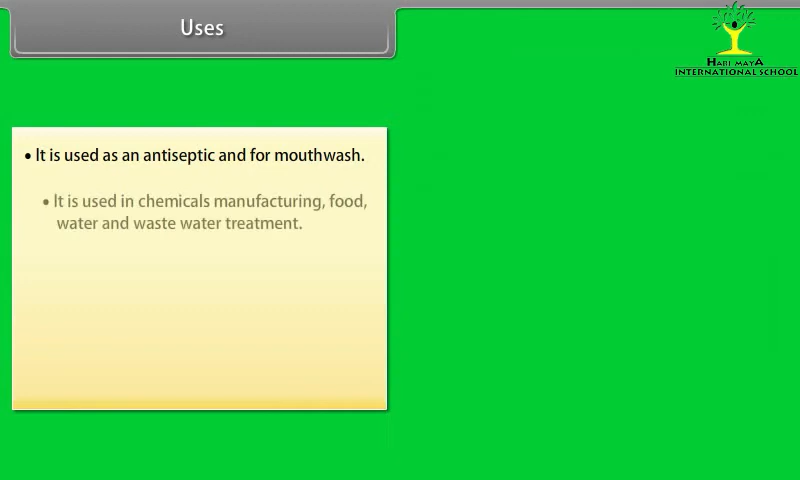 Uses
HABI MAYA
INTERNATIONAL SCHOOL
• It is used as an antiseptic and for mouthwash.
• It is used in chemicals manufacturing, food,
water and waste water treatment.